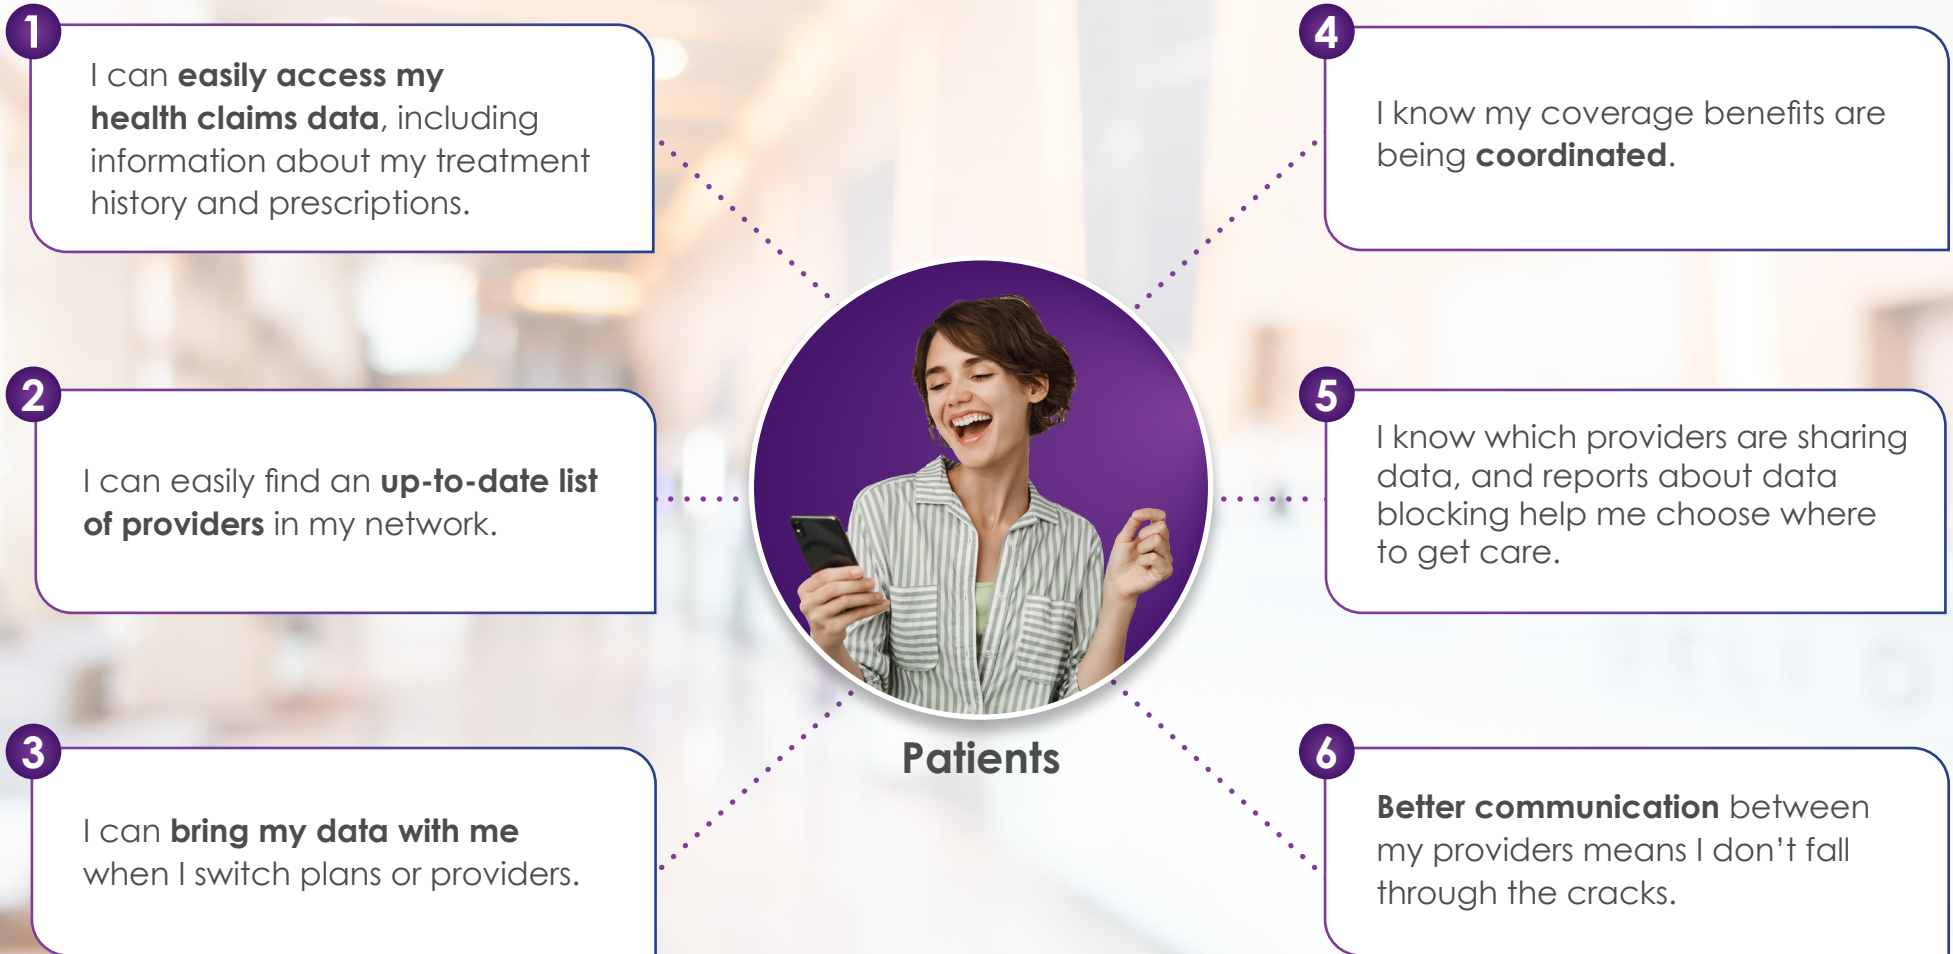 1
I can easily access my
health claims data, including
information about my treatment
history and prescriptions.
2
I can easily find an up-to-date list
of providers in my network.
3
I can bring my data with me
when I switch plans or providers.
Patients
4
I know my coverage benefits are
being coordinated.
5
I know which providers are sharing
data, and reports about data
blocking help me choose where
to get care.
6
Better communication between
my providers means I don’t fall
through the cracks.